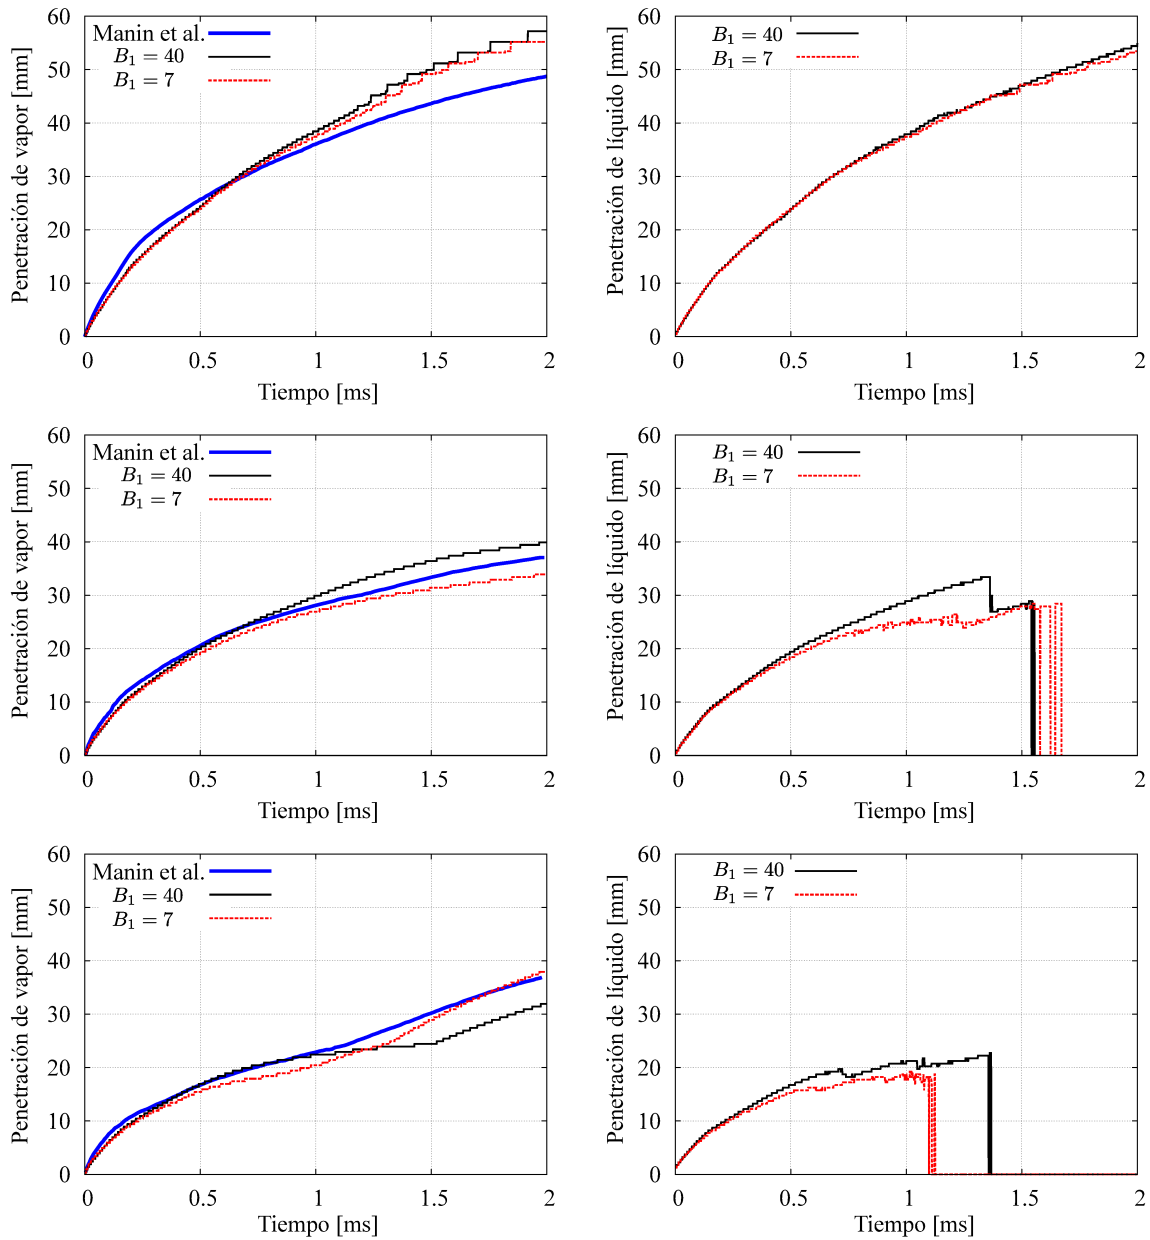 Penetración de vapor [mm]
60
50
40
30
20
10
0
Manin et al.
B₁ = 40
B₁ = 7
0 0.5 1 1.5 2
Tiempo [ms]
Penetración de líquido [mm]
60
50
40
30
20
10
0
B₁ = 40
B₁ = 7
0 0.5 1 1.5 2
Tiempo [ms]
Penetración de vapor [mm]
60
50
40
30
20
10
0
Manin et al.
B₁ = 40
B₁ = 7
0 0.5 1 1.5 2
Tiempo [ms]
Penetración de líquido [mm]
60
50
40
30
20
10
0
B₁ = 40
B₁ = 7
0 0.5 1 1.5 2
Tiempo [ms]
Penetración de vapor [mm]
60
50
40
30
20
10
0
Manin et al.
B₁ = 40
B₁ = 7
0 0.5 1 1.5 2
Tiempo [ms]
Penetración de líquido [mm]
60
50
40
30
20
10
0
B₁ = 40
B₁ = 7
0 0.5 1 1.5 2
Tiempo [ms]